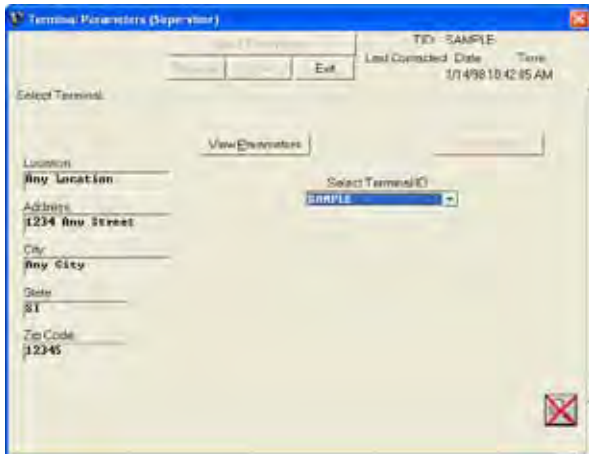 Terminal Parameters (Supervisor)
TID: SAMPLE
Exit
Last Contacted Date Time
1/14/98 10:42:05 AM
Select Terminal
View Parameters
Location
Any Location
Select Terminal ID
SAMPLE
Address
1234 Any Street
City
Any City
State
SI
Zip Code
12345